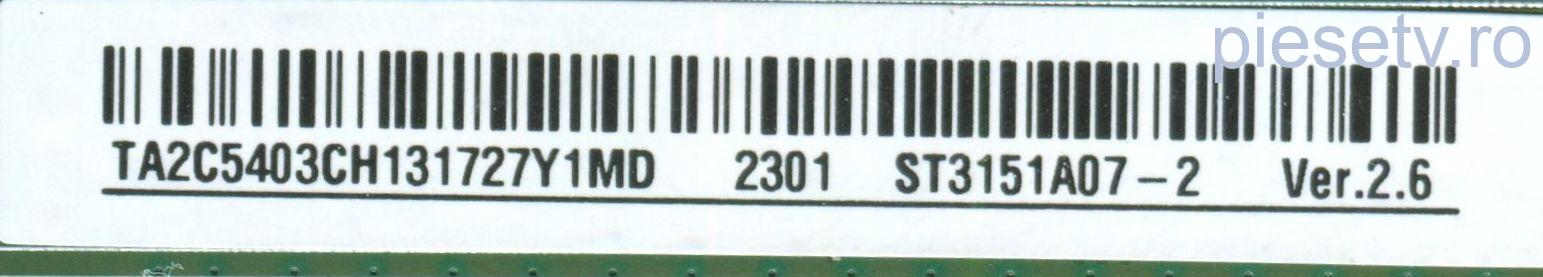 piesetv.ro
TA2C5403CH131727Y1MD 2301 ST3151A07-2 Ver.2.6